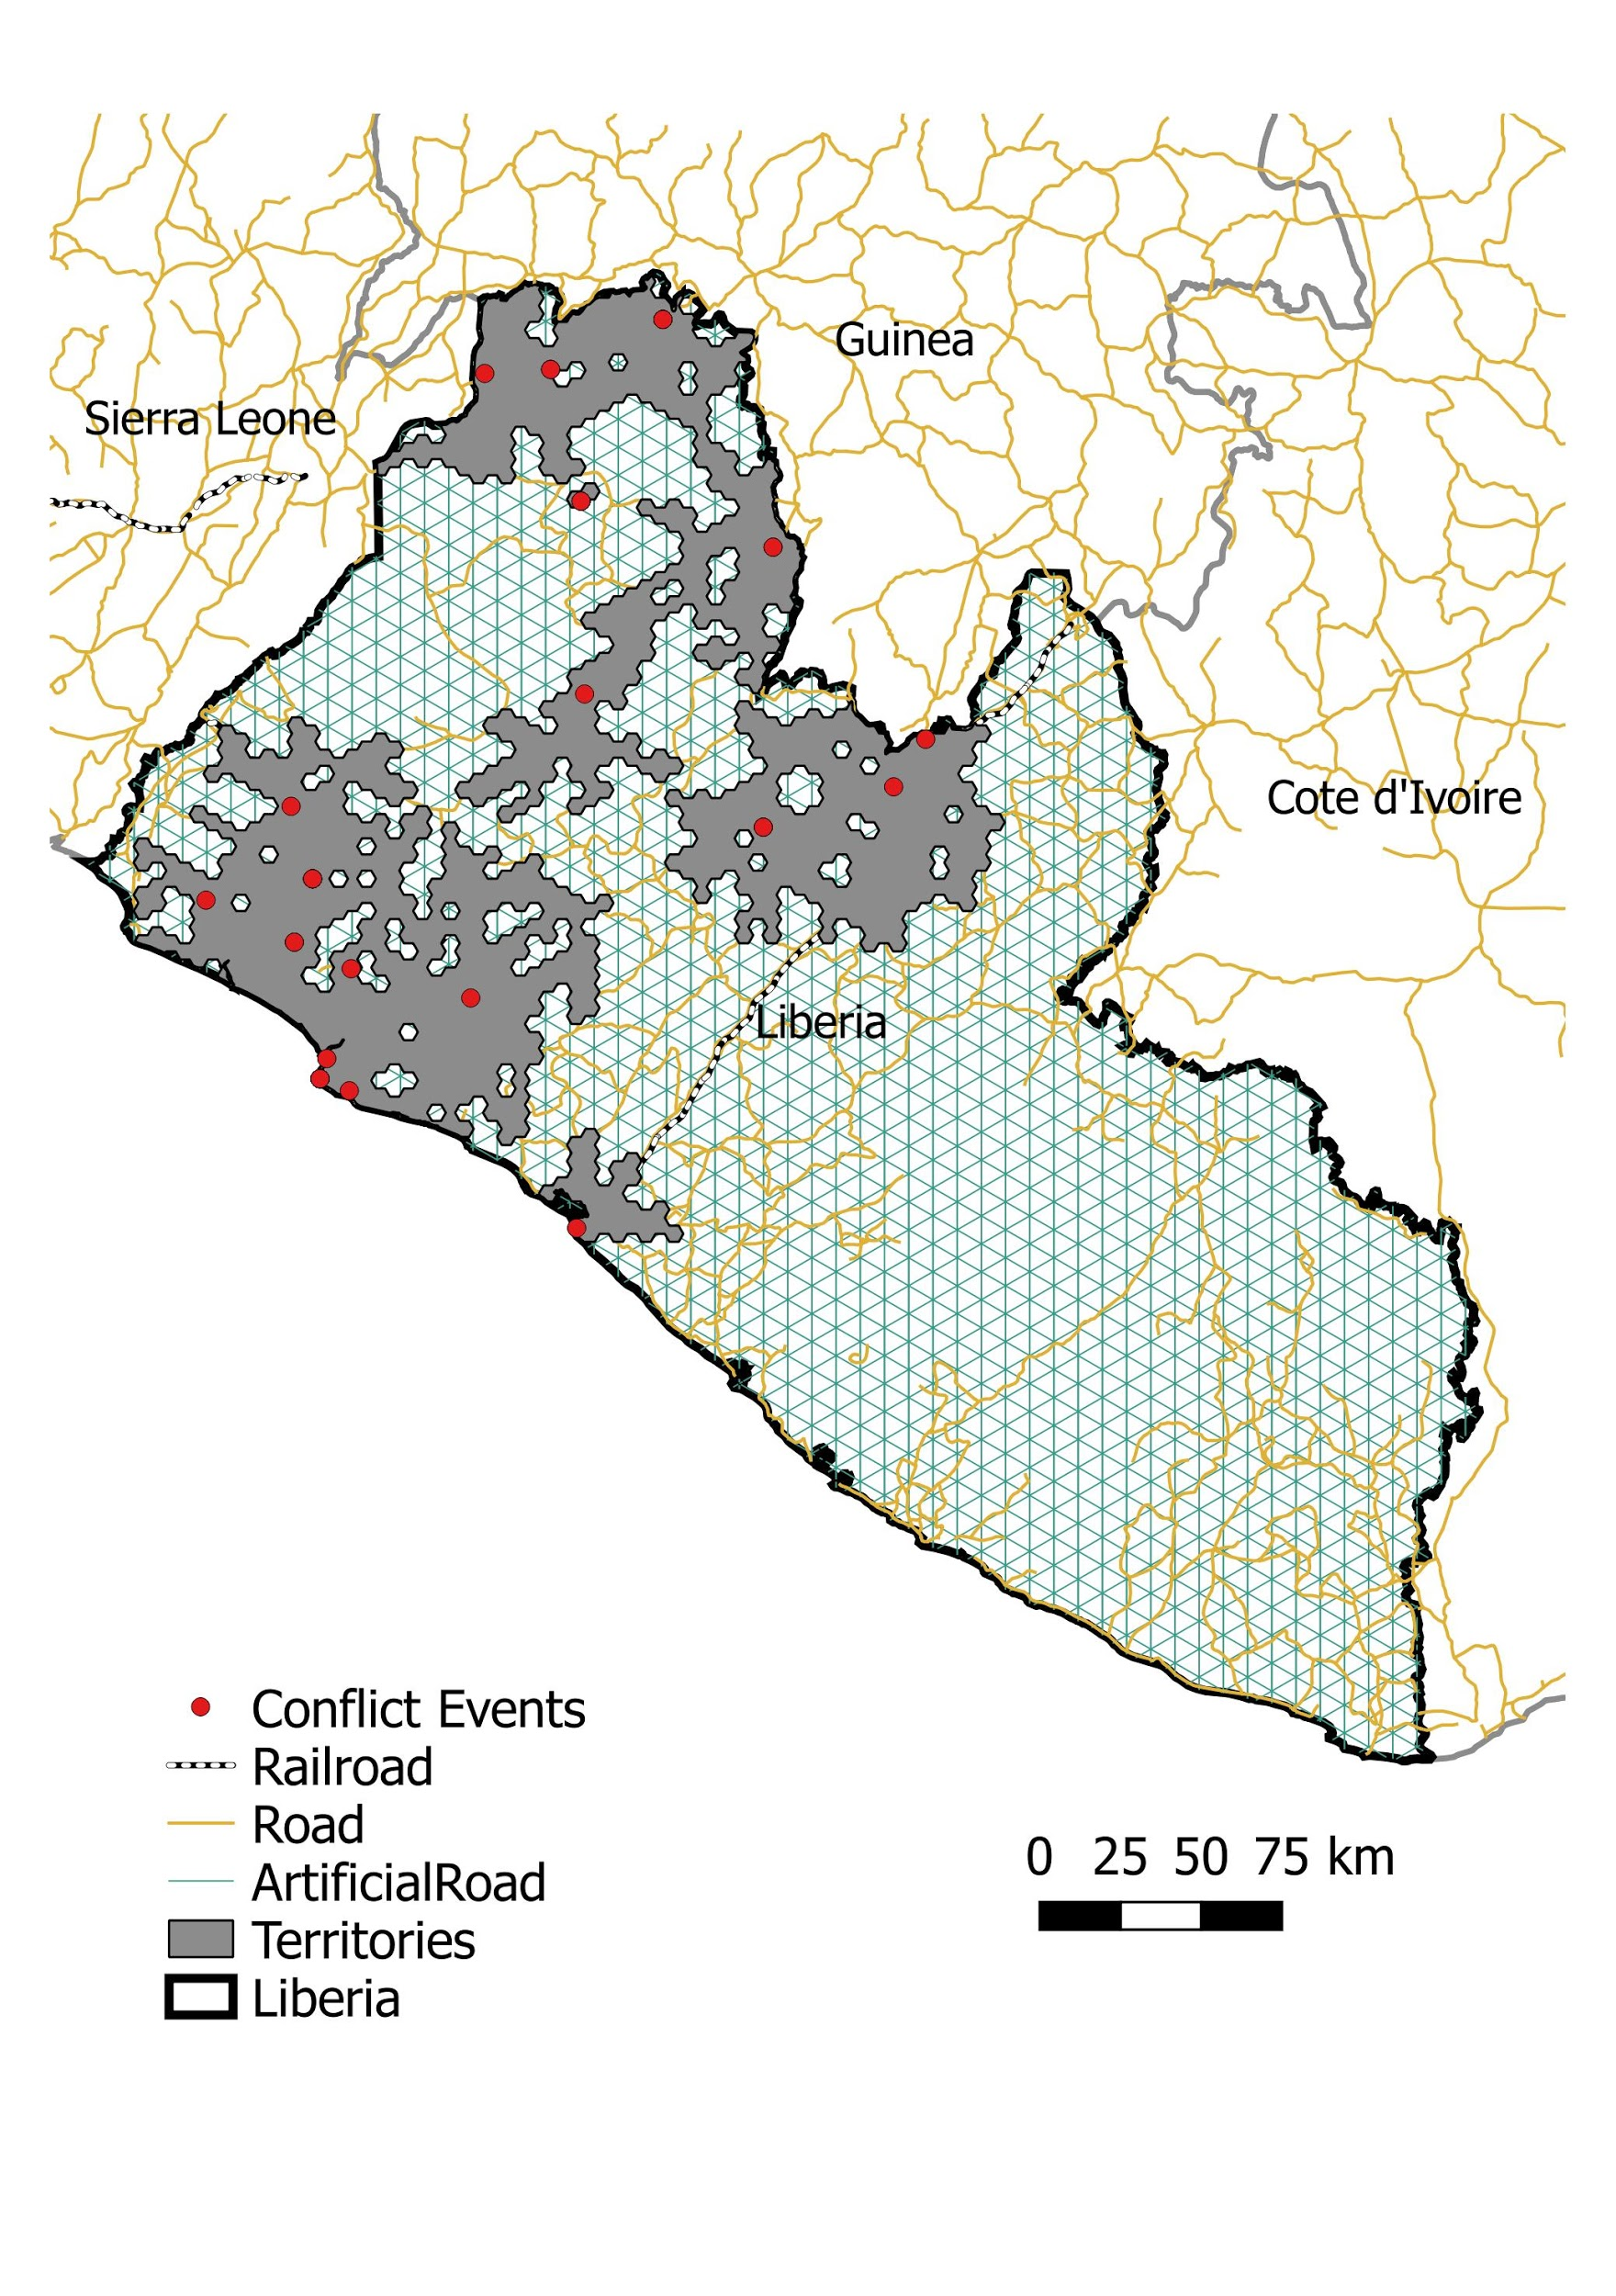 Guinea
Sierra Leone
Cote d'Ivoire
Liberia
Conflict Events
Railroad
Road
ArtificialRoad
Territories
Liberia
0 25 50 75 km